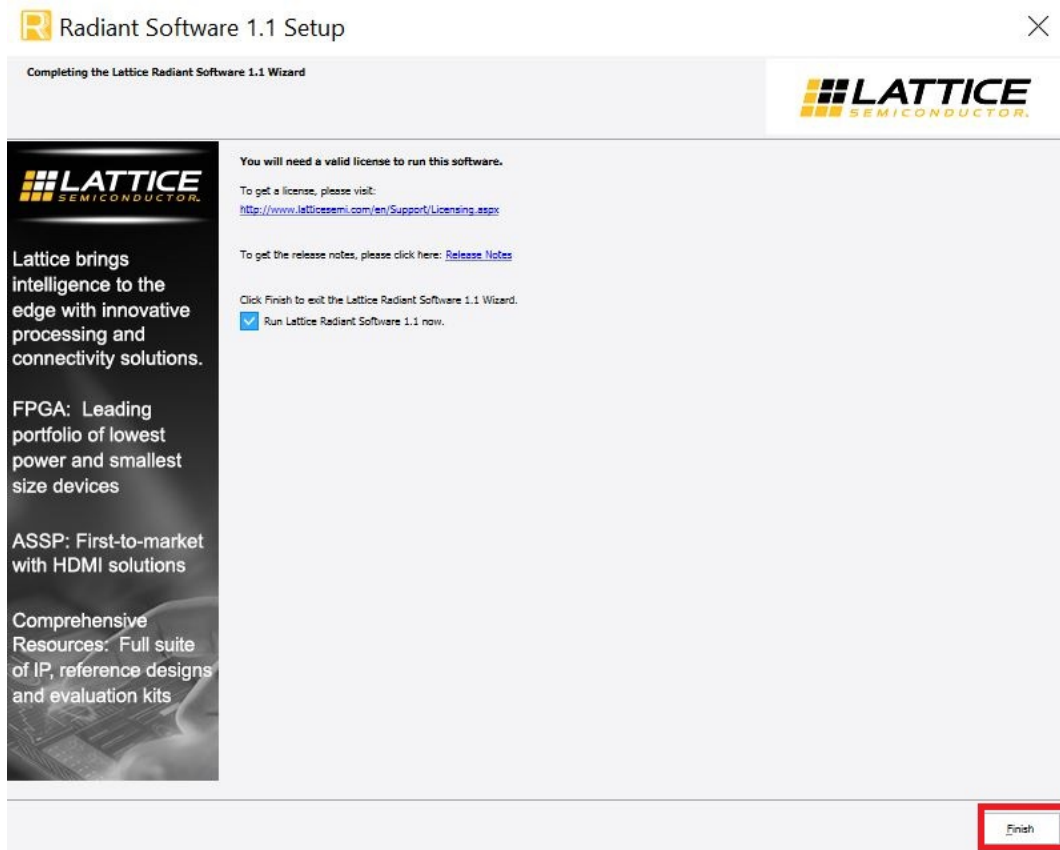 Radiant Software 1.1 Setup
Completing the Lattice Radiant Software 1.1 Wizard
LATTICE
SEMICONDUCTOR.
LATTICE
SEMICONDUCTOR.
Lattice brings
intelligence to the
edge with innovative
processing and
connectivity solutions.
FPGA: Leading
portfolio of lowest
power and smallest
size devices
ASSP: First-to-market
with HDMI solutions
Comprehensive
Resources: Full suite
of IP, reference designs
and evaluation kits
You will need a valid license to run this software.
To get a license, please visit:
http://www.latticesemi.com/en/Support/Licensing.aspx
To get the release notes, please click here: Release Notes
Click Finish to exit the Lattice Radiant Software 1.1 Wizard.
Run Lattice Radiant Software 1.1 now.
Finish